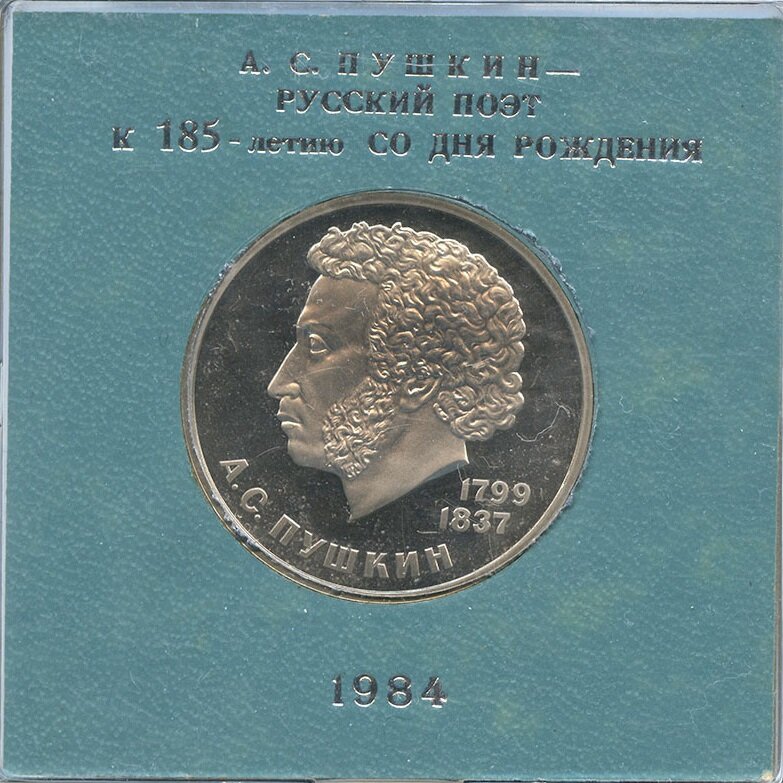 А. С. ПУШКИН—
РУССКИЙ ПОЭТ
К 185-летию СО ДНЯ РОЖДЕНИЯ
1799
1837
А.С. ПУШКИН
1984